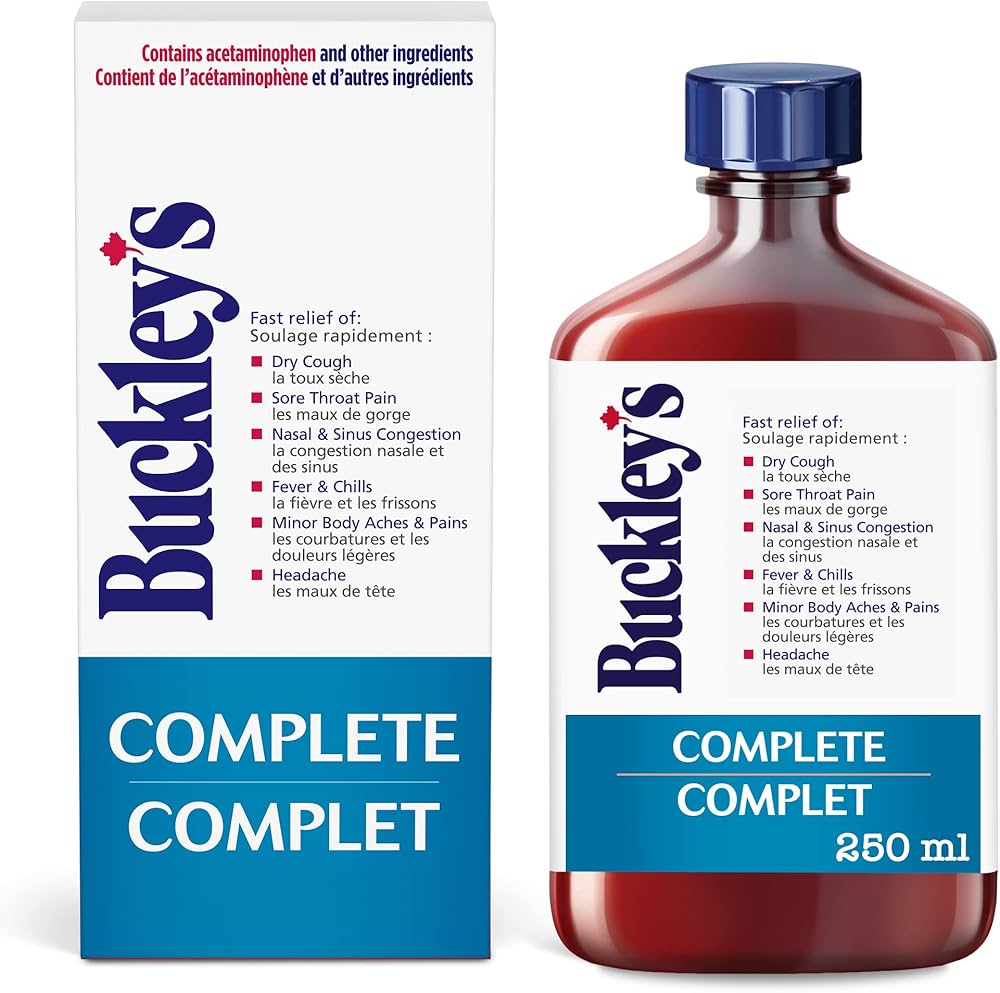 Contains acetaminophen and other ingredients
Contient de l'acétaminophène et d'autres ingrédients
Buckley's
Fast relief of:
Soulage rapidement :
Dry Cough
la toux sèche
Sore Throat Pain
les maux de gorge
Nasal & Sinus Congestion
la congestion nasale et
des sinus
Fever & Chills
la fièvre et les frissons
Minor Body Aches & Pains
les courbatures et les
douleurs légères
Headache
les maux de tête
COMPLETE
COMPLET
Buckley's
Fast relief of:
Soulage rapidement :
Dry Cough
la toux sèche
Sore Throat Pain
les maux de gorge
Nasal & Sinus Congestion
la congestion nasale et
des sinus
Fever & Chills
la fièvre et les frissons
Minor Body Aches & Pains
les courbatures et les
douleurs légères
Headache
les maux de tête
COMPLETE
COMPLET
250 ml